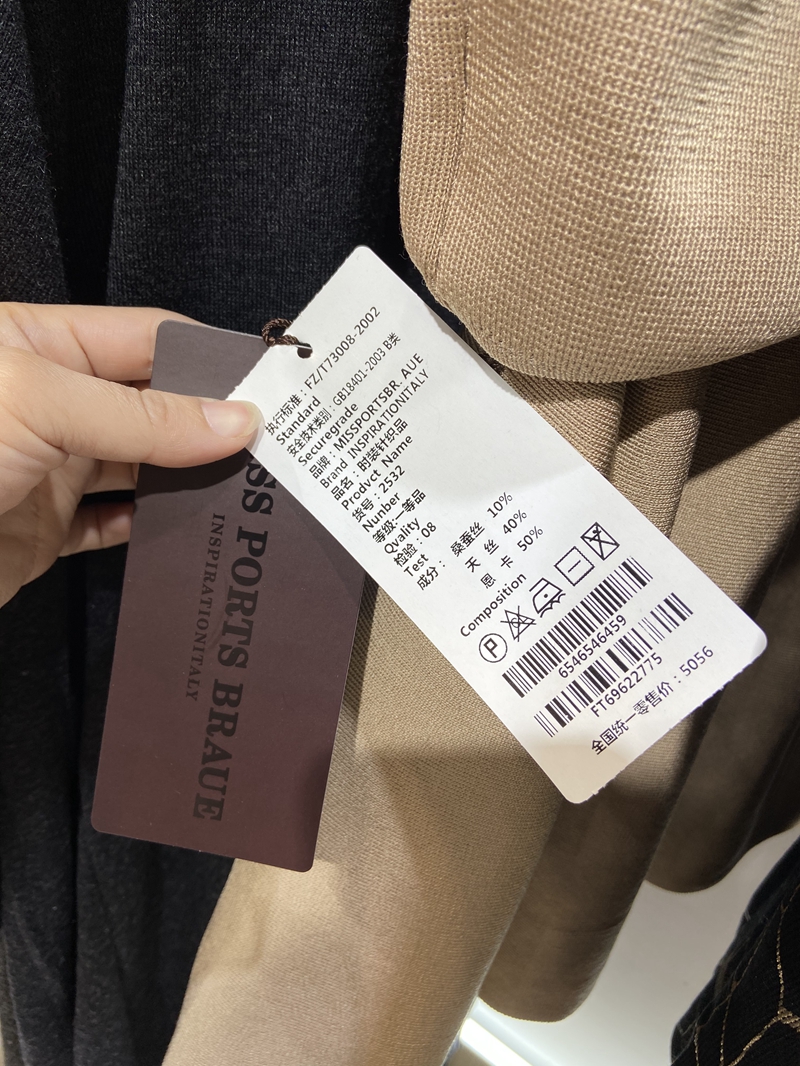 执行标准：FZ/T73008-2002
Standard
安全技术类别：GB18401-2003 B类
Securegrade
品牌：MISSPORTSBR. AUE
Brand INSPIRATIONITALY
品名：时装针织品
Prodvct Name
货号：2532
Nunber
等级:一等品
Qvality
检验：08
Test
成分： 桑蚕丝 10%
天 丝 40%
恩 卡 50%
Composition
P
6546546459
FT69622775
全国统一零售价：5056
SS PORTS BRAUE
INSPIRATIONITALY